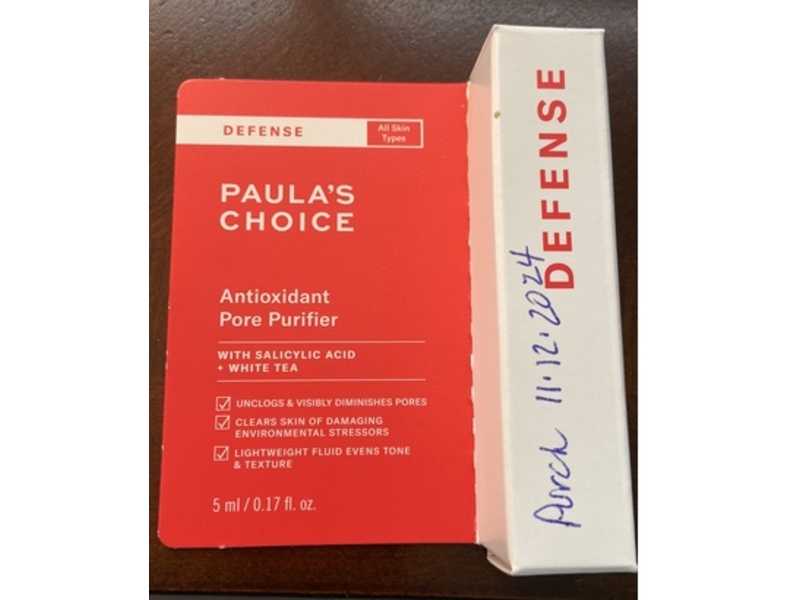 DEFENSE
All Skin
Types
PAULA'S
CHOICE
Antioxidant
Pore Purifier
WITH SALICYLIC ACID
+ WHITE TEA
UNCLOGS & VISIBLY DIMINISHES PORES
CLEARS SKIN OF DAMAGING
ENVIRONMENTAL STRESSORS
LIGHTWEIGHT FLUID EVENS TONE
& TEXTURE
5 ml / 0.17 fl. oz.
DEFENSE
Purch 11.12.2024